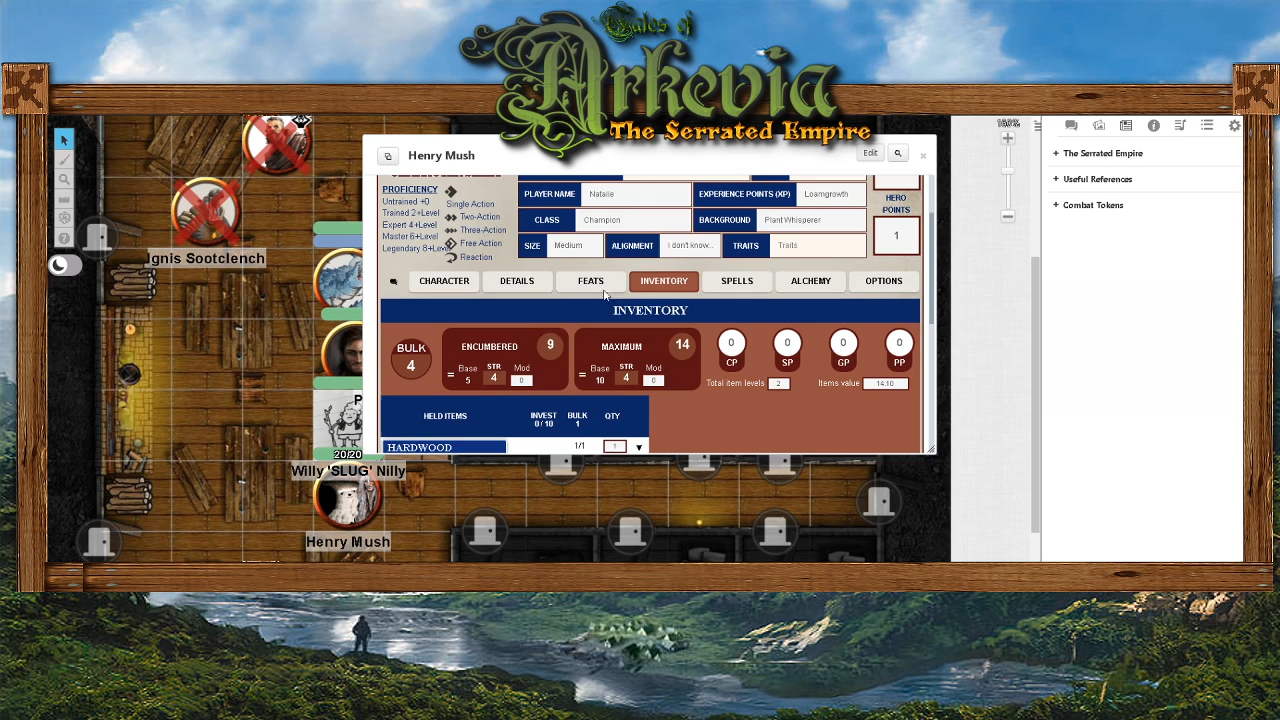 Tales of
Arkevia
The Serrated Empire
Henry Mush
Edit
PROFICIENCY
Untrained +0
Trained 2+Level
Expert 4+Level
Master 6+Level
Legendary 8+Level
Single Action
Two-Action
Three-Action
Free Action
Reaction
PLAYER NAME Natalie EXPERIENCE POINTS (XP) Loamgrowth
CLASS Champion BACKGROUND Plant Whisperer
SIZE Medium ALIGNMENT i don't know... TRAITS Traits
HERO
POINTS
1
CHARACTER DETAILS FEATS INVENTORY SPELLS ALCHEMY OPTIONS
INVENTORY
BULK
4
ENCUMBERED 9
= Base STR Mod
5 4 0
MAXIMUM 14
= Base STR Mod
10 4 0
0 0 0 0
CP SP GP PP
Total item levels 2 Items value 14.10
HELD ITEMS INVEST BULK QTY
0 / 10 1
HARDWOOD 1/1 1
+ The Serrated Empire
+ Useful References
+ Combat Tokens
Ignis Sootclench
P
20/20
Willy 'SLUG' Nilly
Henry Mush